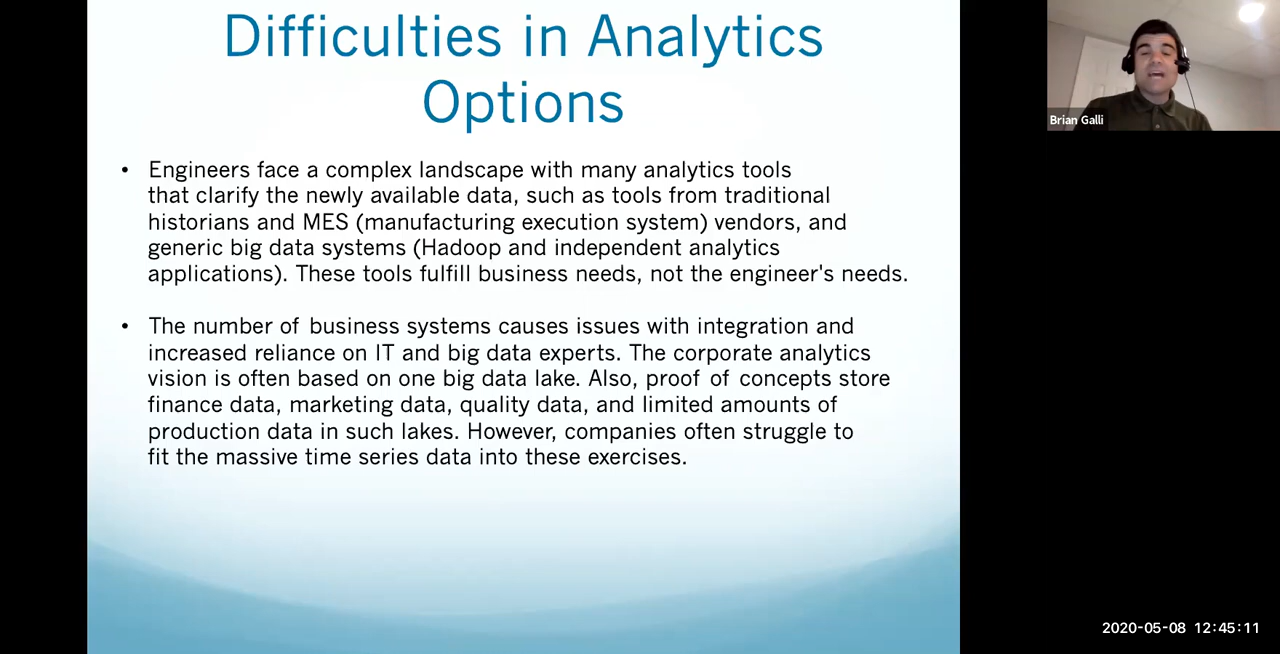 Difficulties in Analytics
Options
• Engineers face a complex landscape with many analytics tools
that clarify the newly available data, such as tools from traditional
historians and MES (manufacturing execution system) vendors, and
generic big data systems (Hadoop and independent analytics
applications). These tools fulfill business needs, not the engineer's needs.
• The number of business systems causes issues with integration and
increased reliance on IT and big data experts. The corporate analytics
vision is often based on one big data lake. Also, proof of concepts store
finance data, marketing data, quality data, and limited amounts of
production data in such lakes. However, companies often struggle to
fit the massive time series data into these exercises.
Brian Galli
2020-05-08 12:45:11